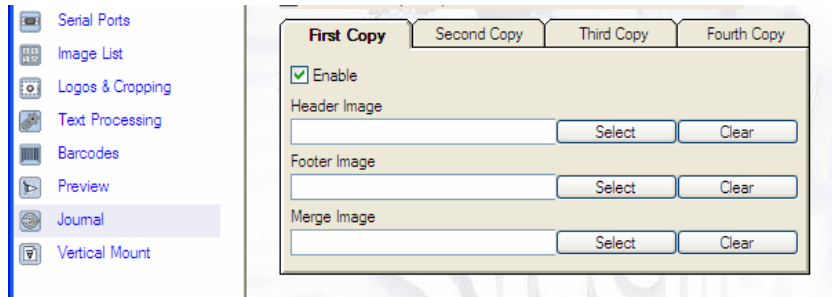 Serial Ports
Image List
Logos & Cropping
Text Processing
Barcodes
Preview
Journal
Vertical Mount
First Copy
Second Copy
Third Copy
Fourth Copy
Enable
Header Image
Select
Clear
Footer Image
Select
Clear
Merge Image
Select
Clear